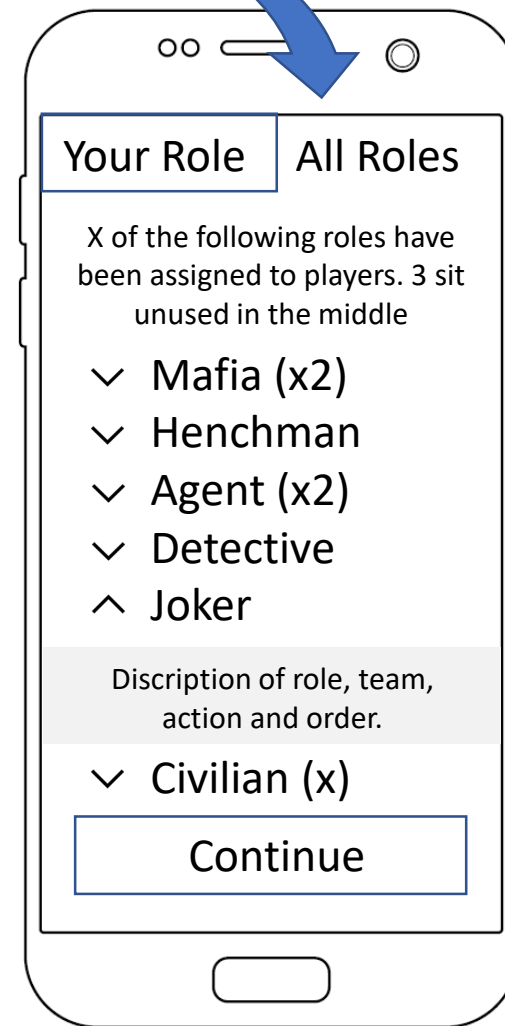 Your Role
All Roles
X of the following roles have
been assigned to players. 3 sit
unused in the middle
Mafia (x2)
Henchman
Agent (x2)
Detective
Joker
Discription of role, team,
action and order.
Civilian (x)
Continue